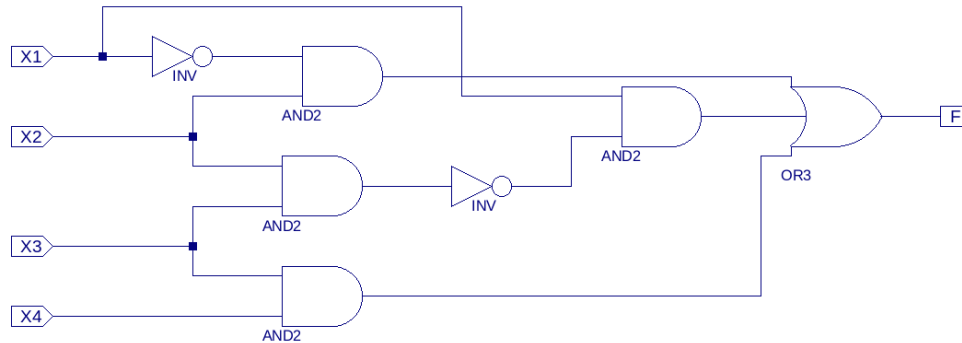 X1
INV
AND2
X2
AND2
F
INV
OR3
AND2
X3
X4
AND2